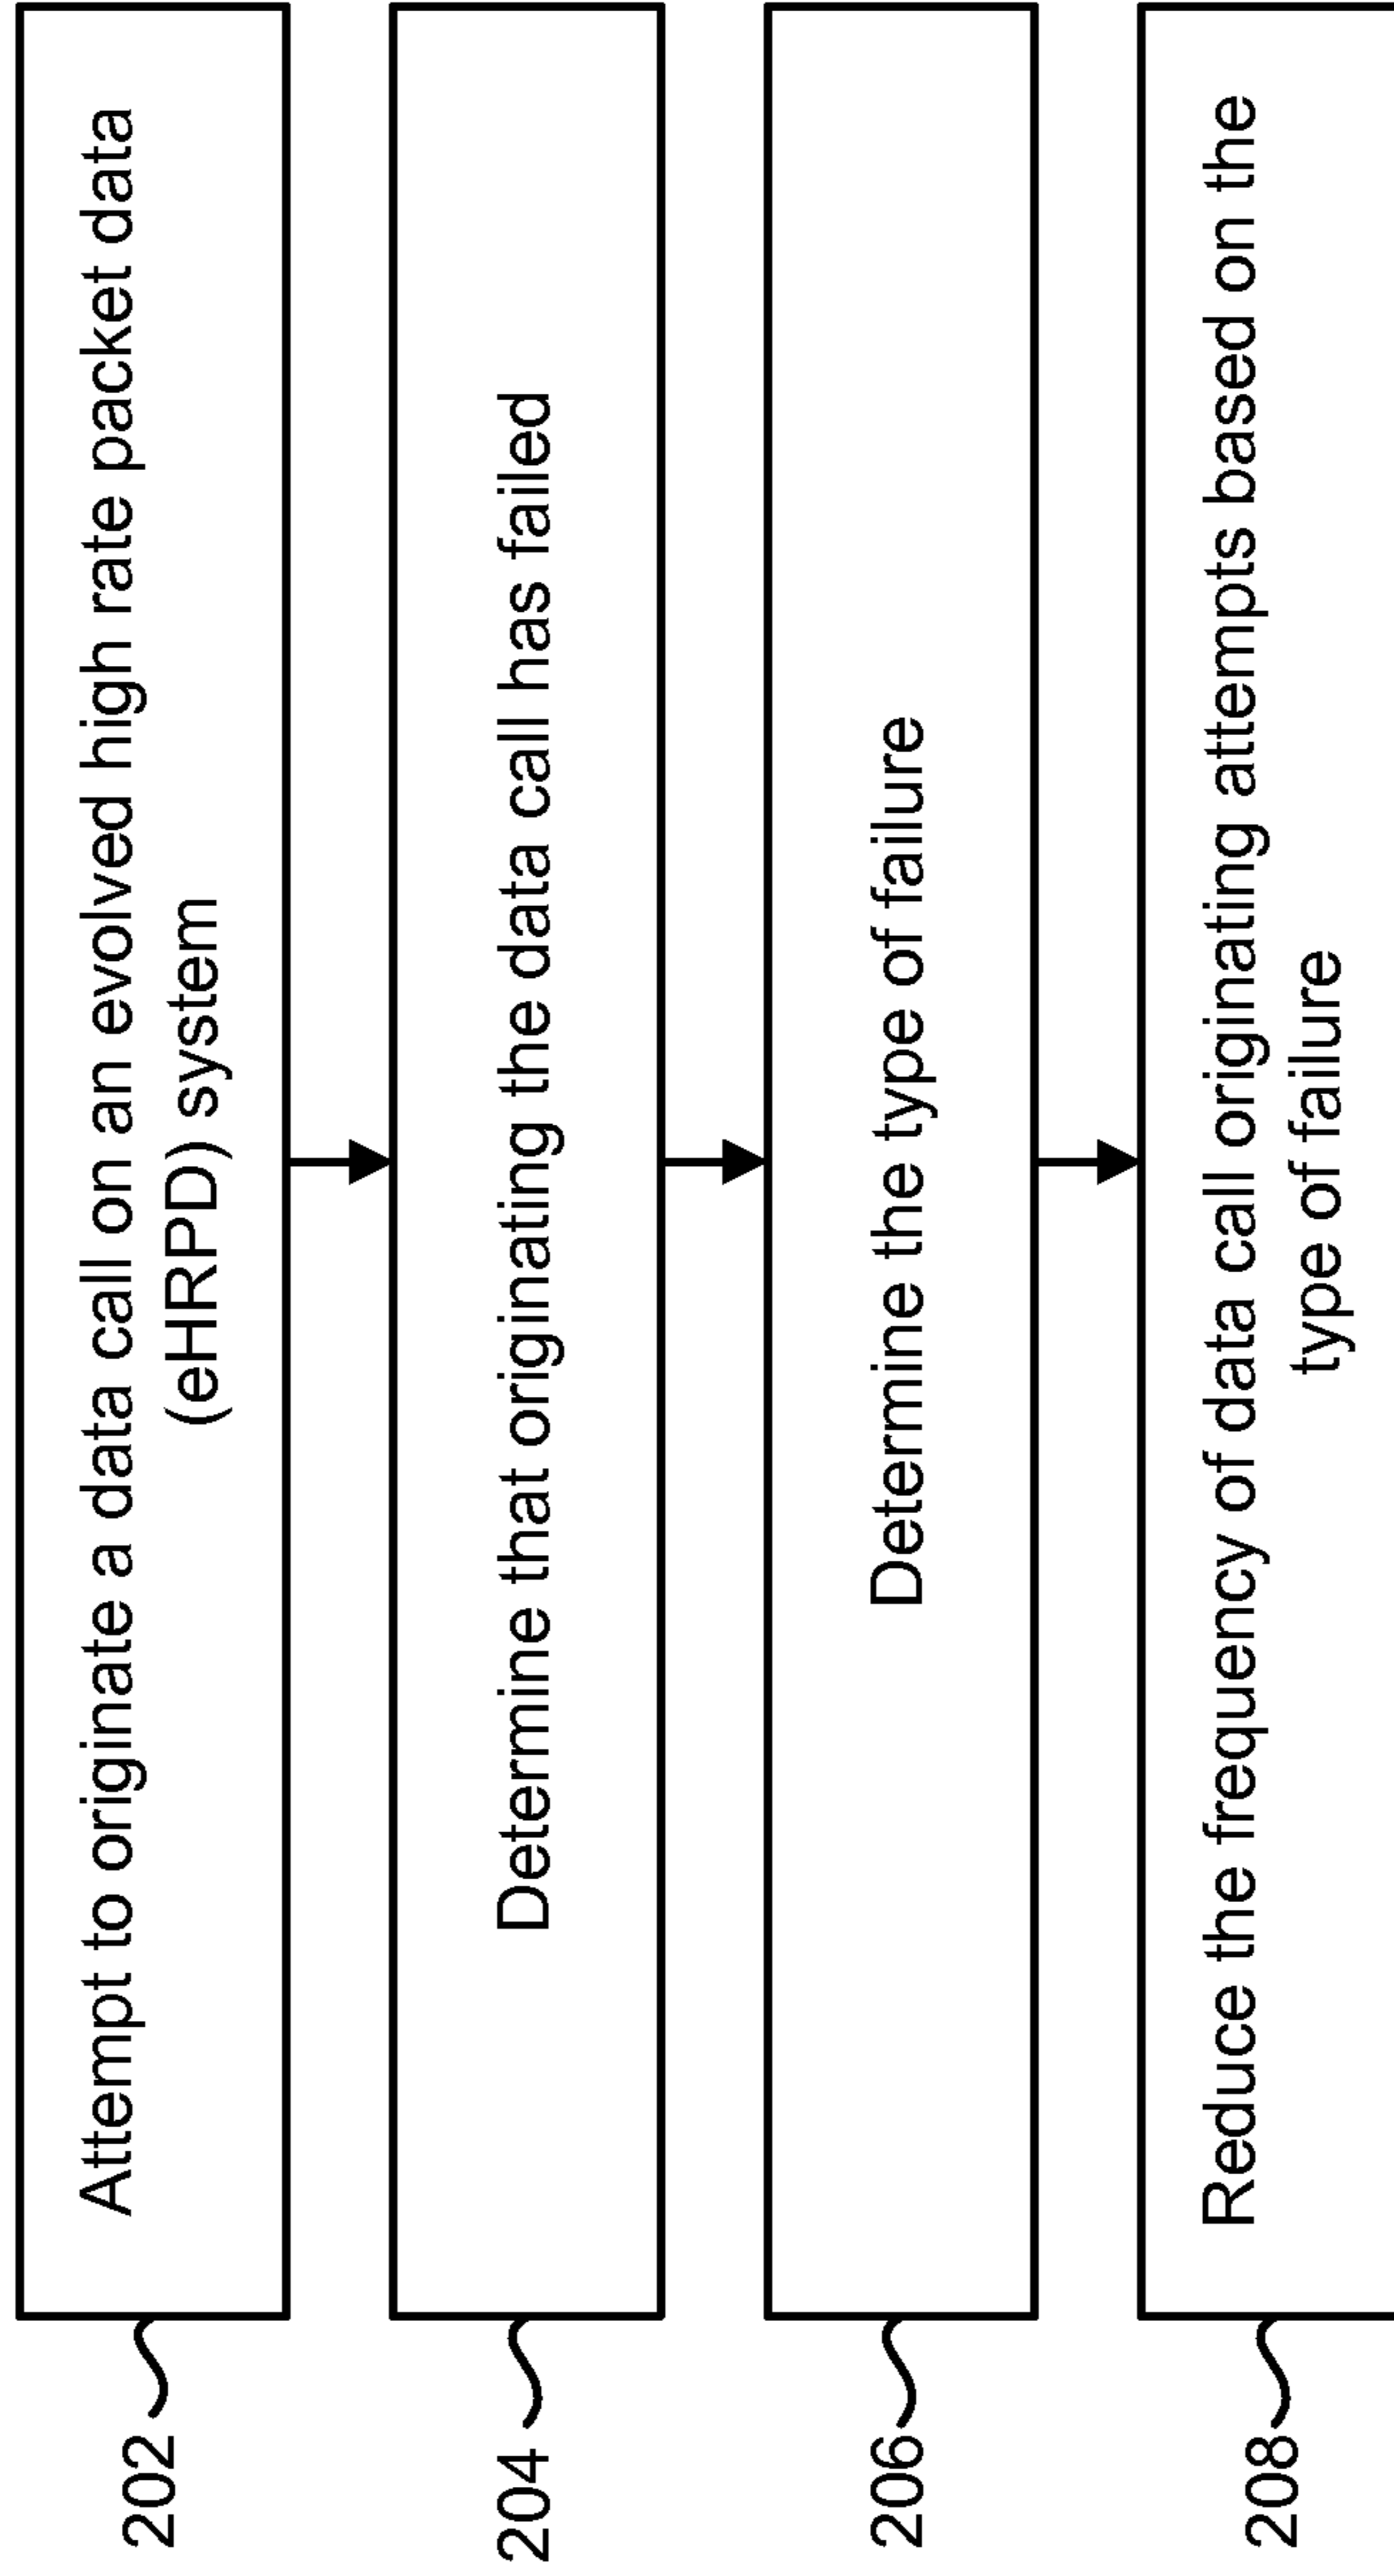 202
Attempt to originate a data call on an evolved high rate packet data
(eHRPD) system
204
Determine that originating the data call has failed
206
Determine the type of failure
208
Reduce the frequency of data call originating attempts based on the
type of failure